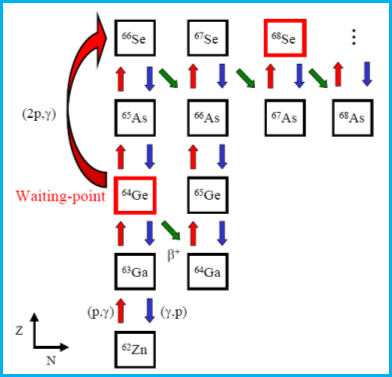 ⁶⁶Se ⁶⁷Se ⁶⁸Se ⋮
(2p,γ)
⁶⁵As ⁶⁶As ⁶⁷As ⁶⁸As
Waiting-point ⁶⁴Ge ⁶⁵Ge
β⁺
⁶³Ga ⁶⁴Ga
(p,γ) (γ,p)
Z
N
⁶²Zn